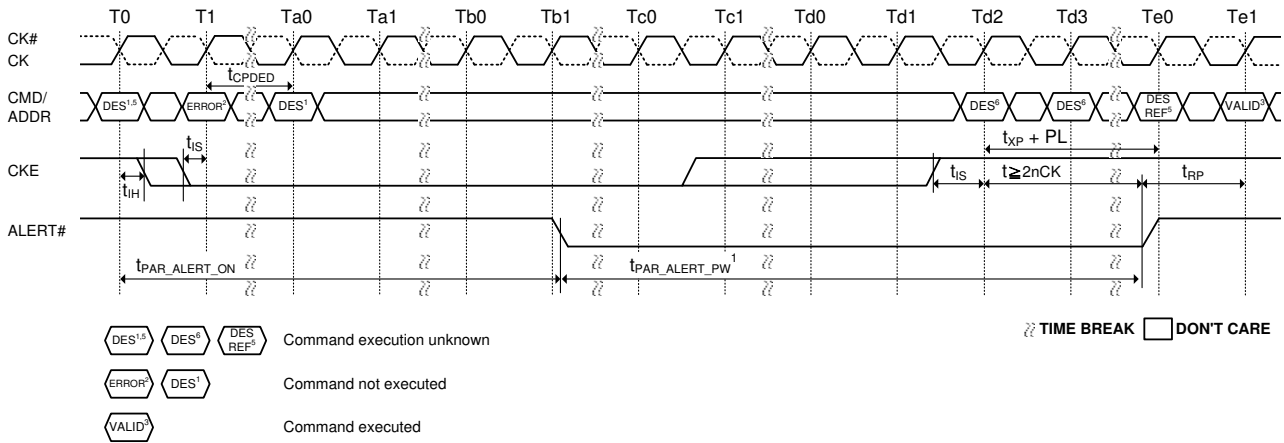 T0 T1 Ta0 Ta1 Tb0 Tb1 Tc0 Tc1 Td0 Td1 Td2 Td3 Te0 Te1
CK#
CK
tCPDED
CMD/
ADDR
DES1,5 ERROR2 DES1 DES6 DES6 DES
REF5 VALID3
tXP + PL
tIS
CKE
tIH
tIS t≧2nCK tRP
ALERT#
tPAR_ALERT_ON tPAR_ALERT_PW1
DES1,5 DES6 DES
REF5 Command execution unknown
TIME BREAK DON'T CARE
ERROR2 DES1 Command not executed
VALID3 Command executed